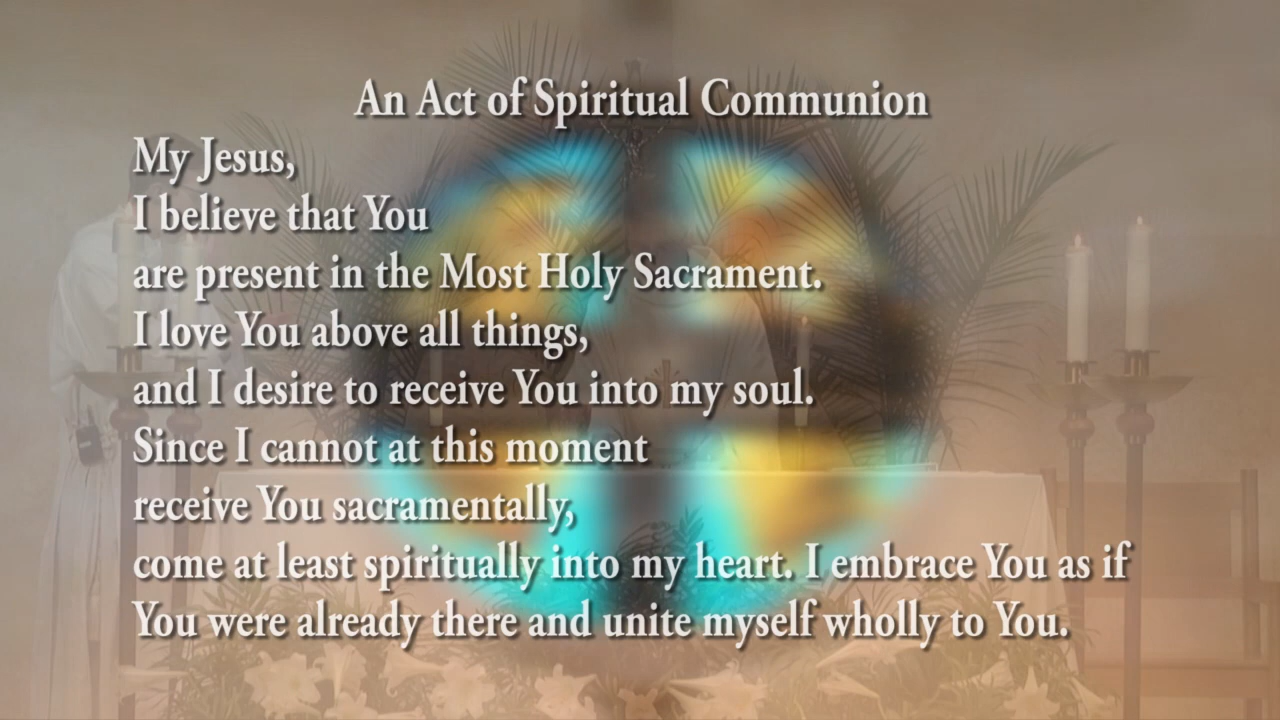 An Act of Spiritual Communion
My Jesus,
I believe that You
are present in the Most Holy Sacrament.
I love You above all things,
and I desire to receive You into my soul.
Since I cannot at this moment
receive You sacramentally,
come at least spiritually into my heart. I embrace You as if
You were already there and unite myself wholly to You.